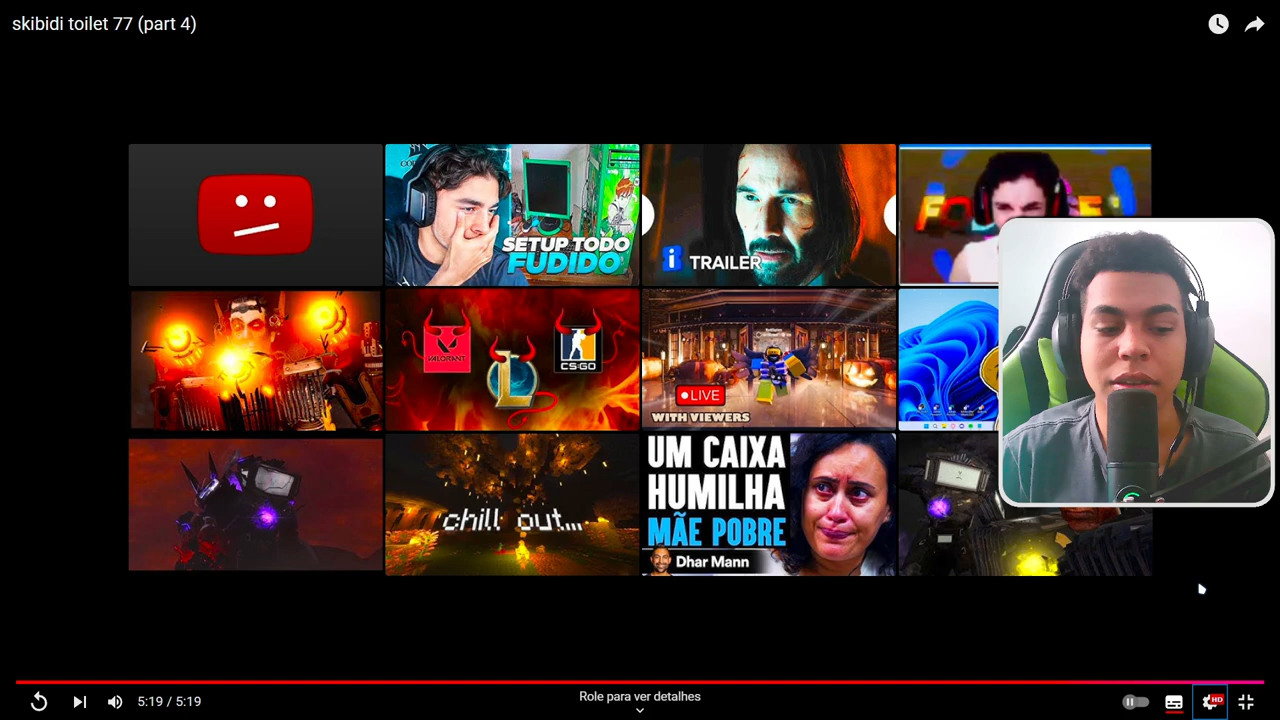 skibidi toilet 77 (part 4)
SETUP TODO
FUDIDO
i TRAILER
VALORANT
L
CS:GO
LIVE
WITH VIEWERS
chill out...
UM CAIXA
HUMILHA
MÃE POBRE
Dhar Mann
5:19 / 5:19
Role para ver detalhes
HD